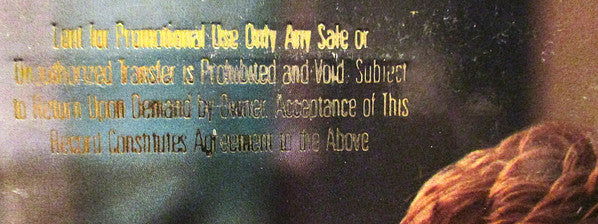 Lent for Promotional Use Only Any Sale or
Unauthorized Transfer is Prohibited and Void. Subject
to Return Upon Demand by Owner. Acceptance of This
Record Constitutes Agreement to the Above